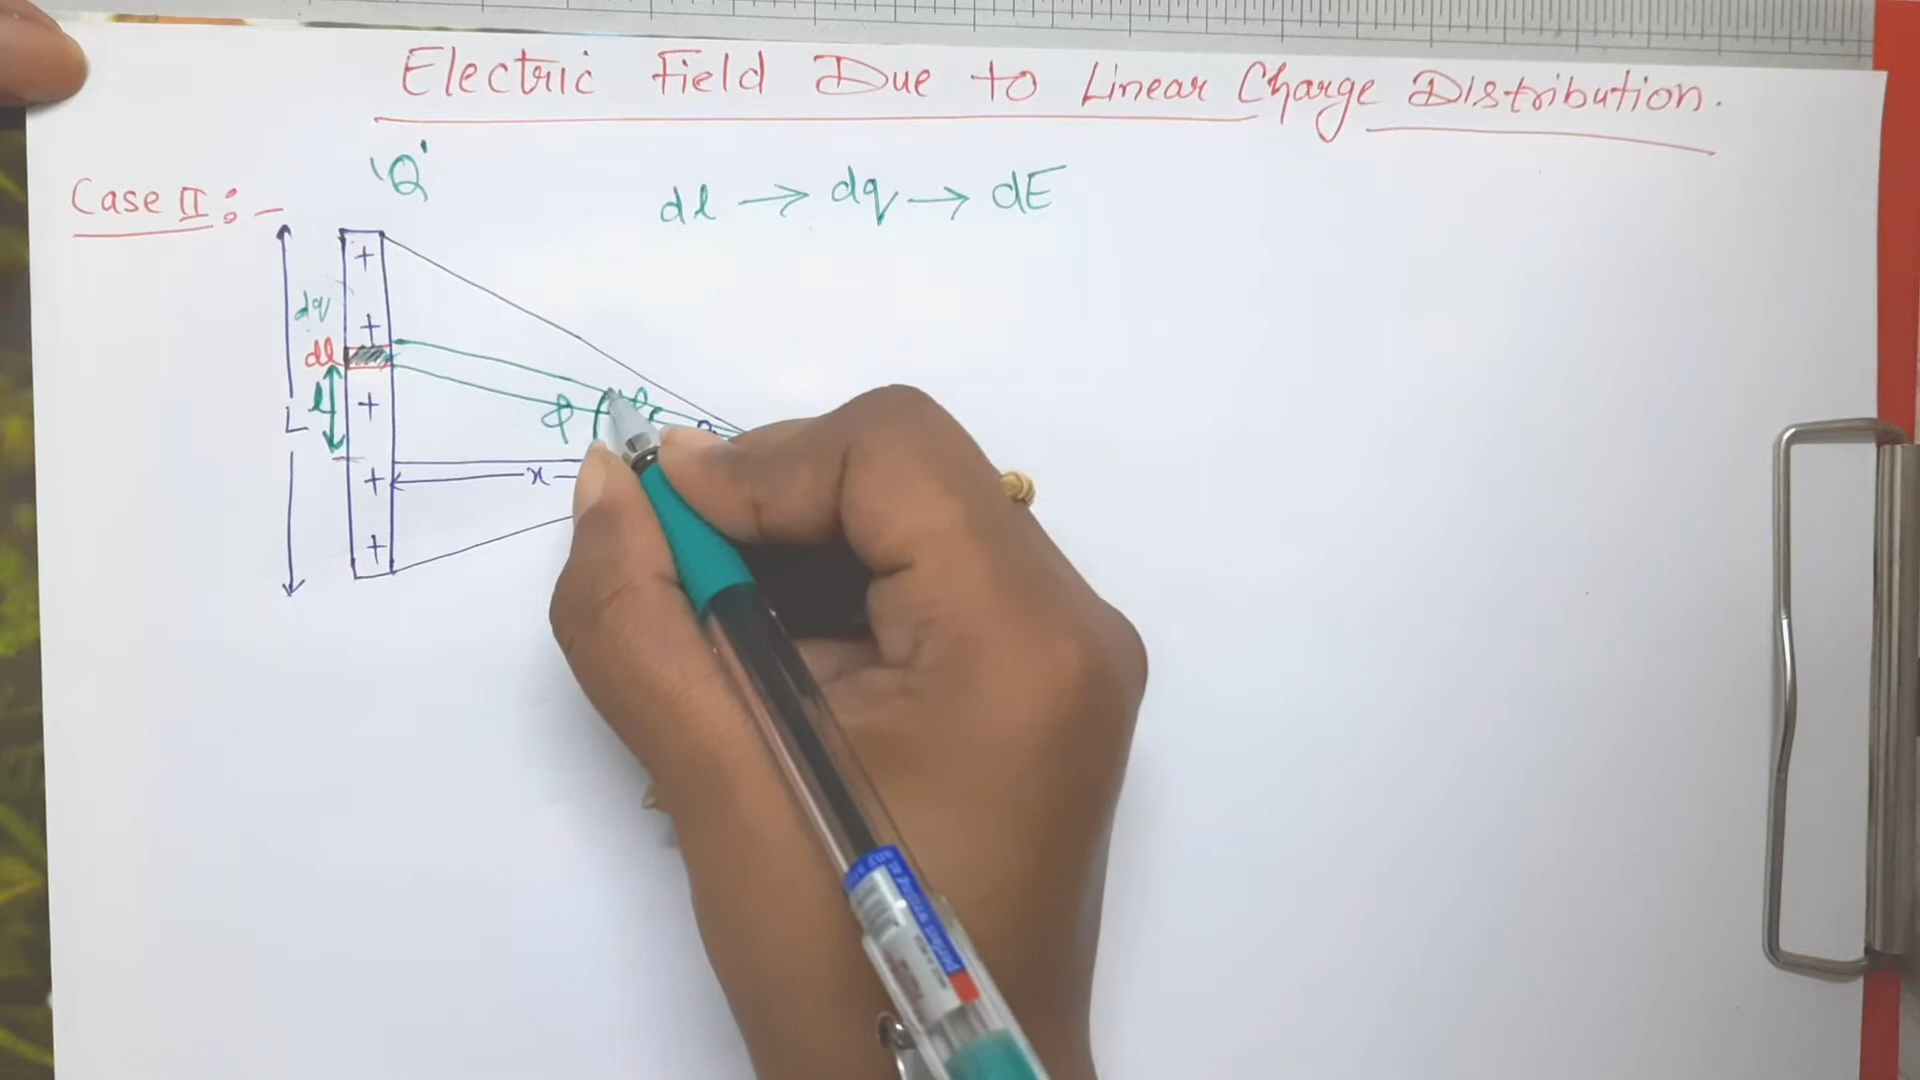 Electric Field Due to Linear Charge Distribution.
'Q'
dl → dq → dE
Case II :-
+
dq
+
dl
l
+
L
ϕ
+
x
+